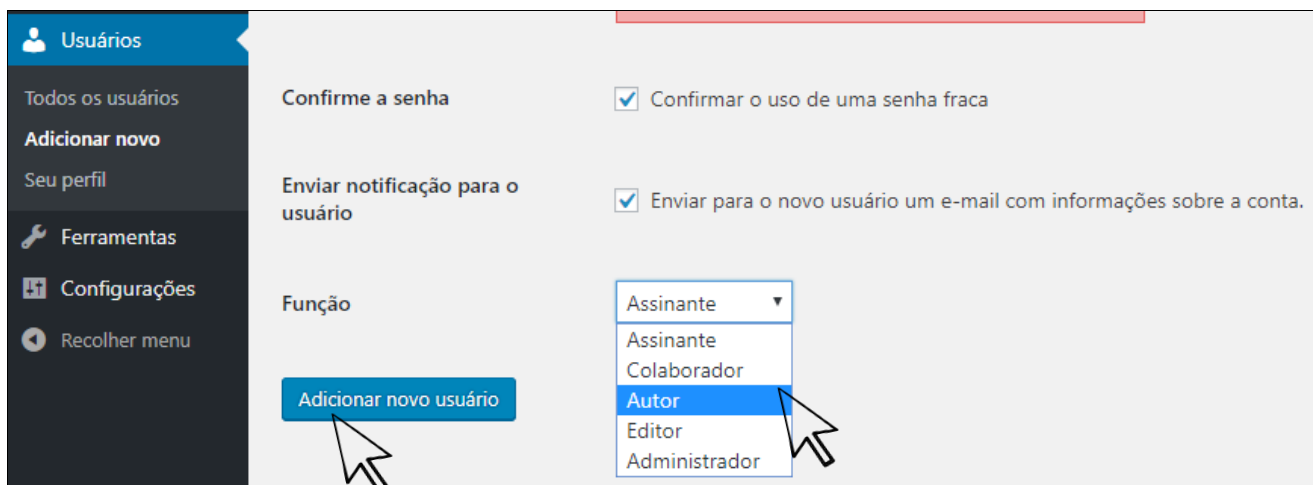 Usuários
Todos os usuários
Adicionar novo
Seu perfil
Ferramentas
Configurações
Recolher menu
Confirme a senha
Confirmar o uso de uma senha fraca
Enviar notificação para o
usuário
Enviar para o novo usuário um e-mail com informações sobre a conta.
Função
Assinante
Assinante
Colaborador
Autor
Editor
Administrador
Adicionar novo usuário